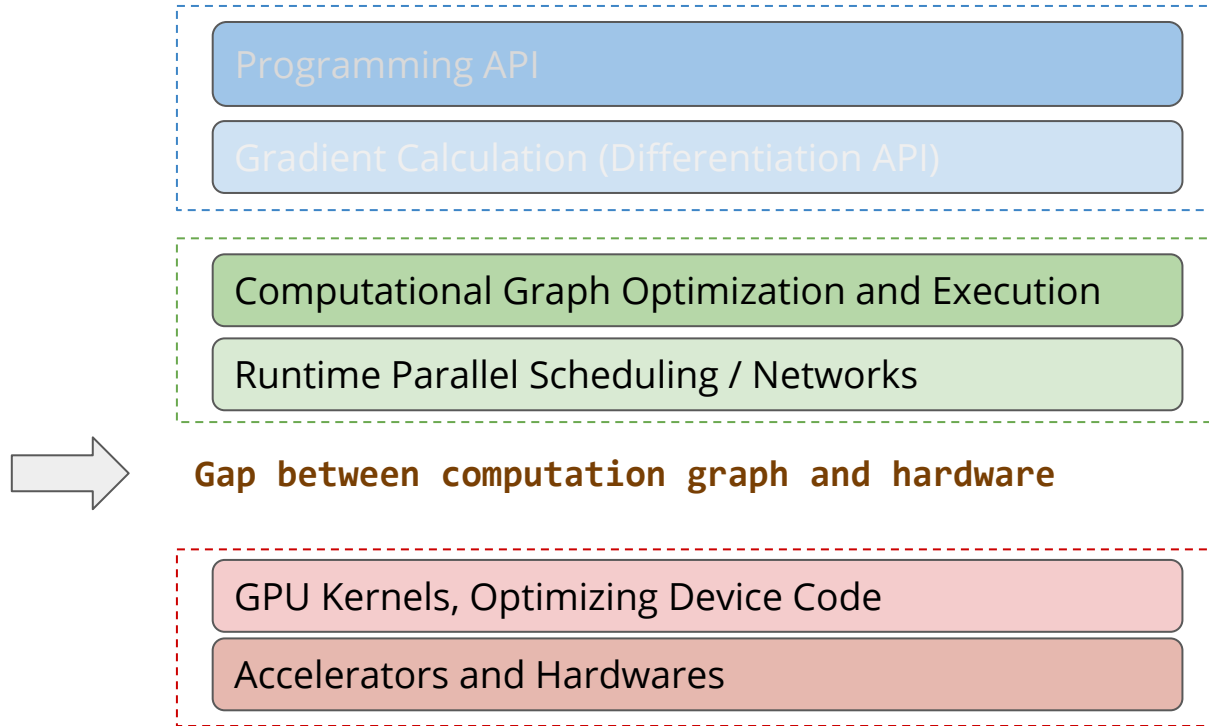 Programming API
Gradient Calculation (Differentiation API)
Computational Graph Optimization and Execution
Runtime Parallel Scheduling / Networks
Gap between computation graph and hardware
GPU Kernels, Optimizing Device Code
Accelerators and Hardwares